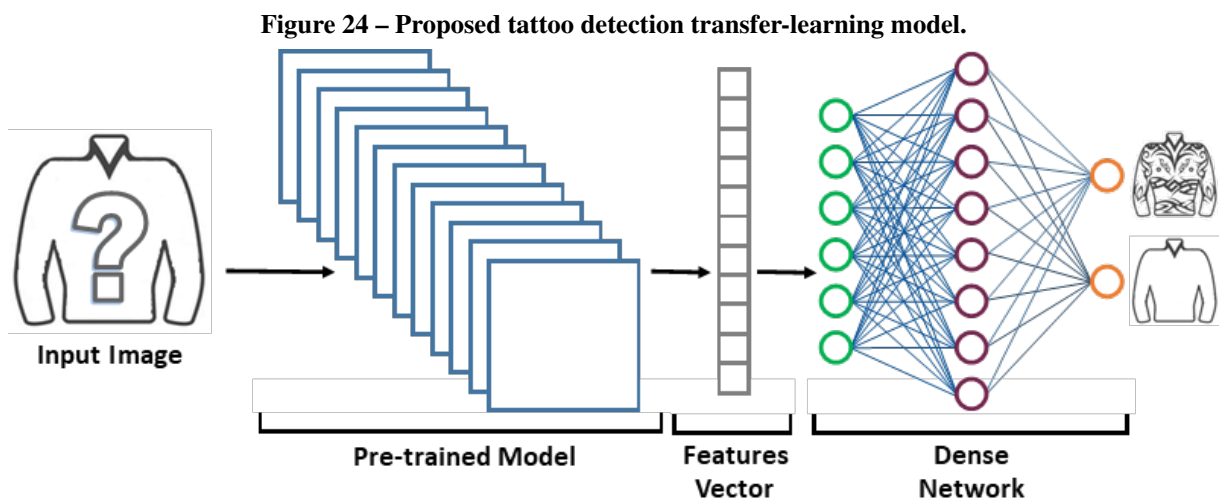 Figure 24 – Proposed tattoo detection transfer-learning model.
?
Input Image
Pre-trained Model
Features
Vector
Dense
Network